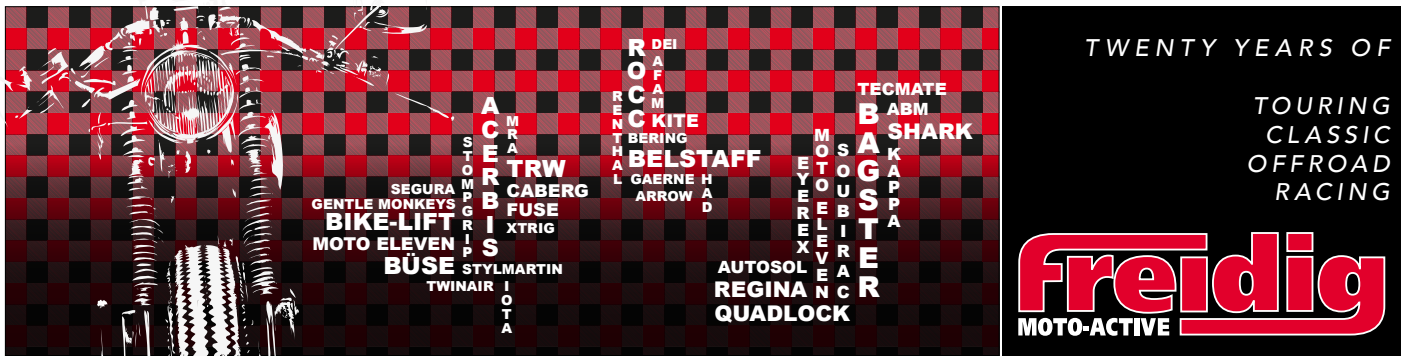 SEGURA
GENTLE MONKEYS
BIKE-LIFT
MOTO ELEVEN
BÜSE
TWINAIR
STOMPGRIP
ACERBIS
MRA
TRW
CABERG
FUSE
XTRIG
STYLMARTIN
IOTA
RENTHAL
ROCC
DEI
AFAM
KITE
BERING
BELSTAFF
GAERNE
ARROW
HAD
AUTOSOL
REGINA
QUADLOCK
EYEREX
MOTO ELEVEN
SOUBIRAC
TECMATE
BAGSTER
ABM
SHARK
KAPPA
TWENTY YEARS OF
TOURING
CLASSIC
OFFROAD
RACING
freidig
MOTO-ACTIVE